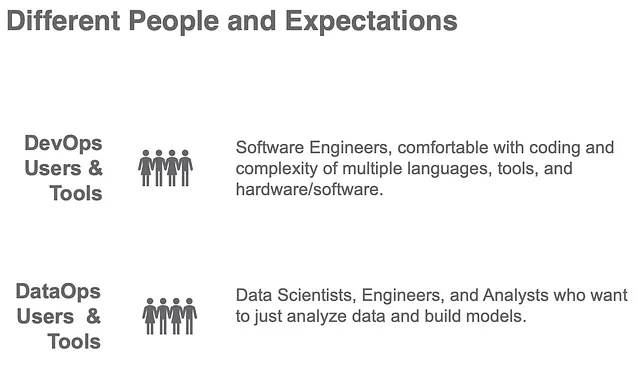 Different People and Expectations
DevOps
Users &
Tools
Software Engineers, comfortable with coding and
complexity of multiple languages, tools, and
hardware/software.
DataOps
Users &
Tools
Data Scientists, Engineers, and Analysts who want
to just analyze data and build models.